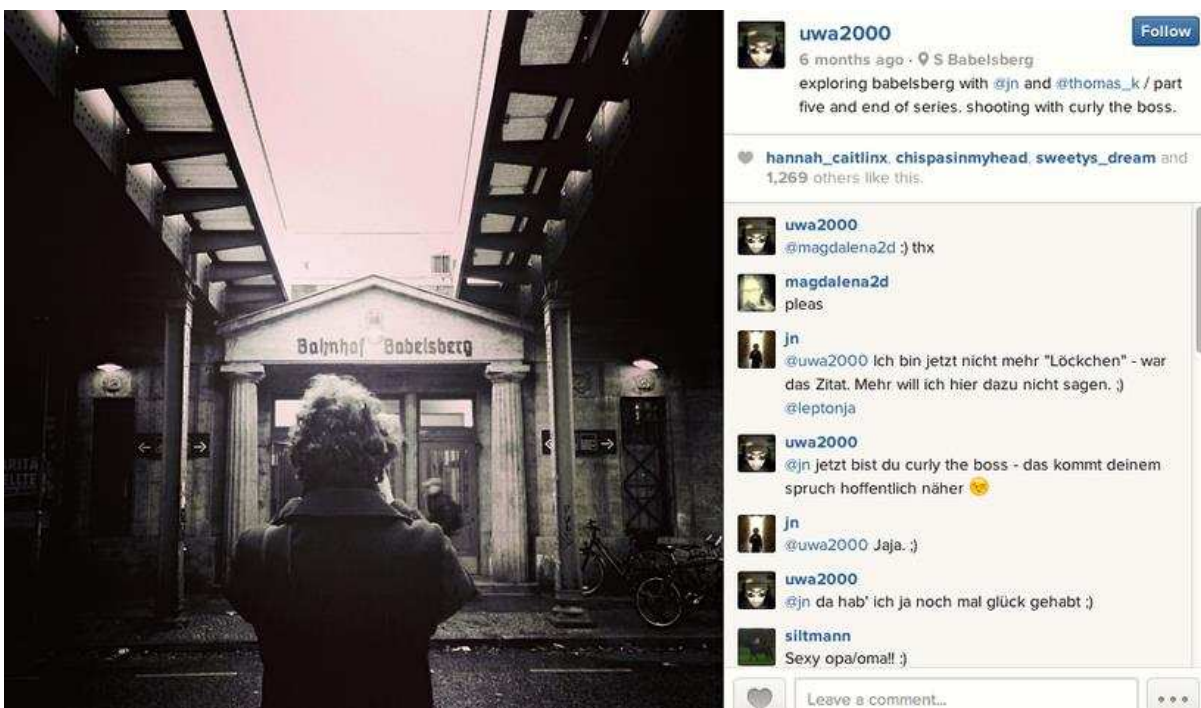 Bahnhof Babelsberg
uwa2000
Follow
6 months ago · S Babelsberg
exploring babelsberg with @jn and @thomas_k / part
five and end of series. shooting with curly the boss.
hannah_caitlinx, chispasinmyhead, sweetys_dream and
1,269 others like this.
uwa2000
@magdalena2d :) thx
magdalena2d
pleas
jn
@uwa2000 Ich bin jetzt nicht mehr "Löckchen" - war
das Zitat. Mehr will ich hier dazu nicht sagen. ;)
@leptonja
uwa2000
@jn jetzt bist du curly the boss - das kommt deinem
spruch hoffentlich näher 😉
jn
@uwa2000 Jaja. ;)
uwa2000
@jn da hab' ich ja noch mal glück gehabt ;)
siltmann
Sexy opa/oma!! :)
Leave a comment...